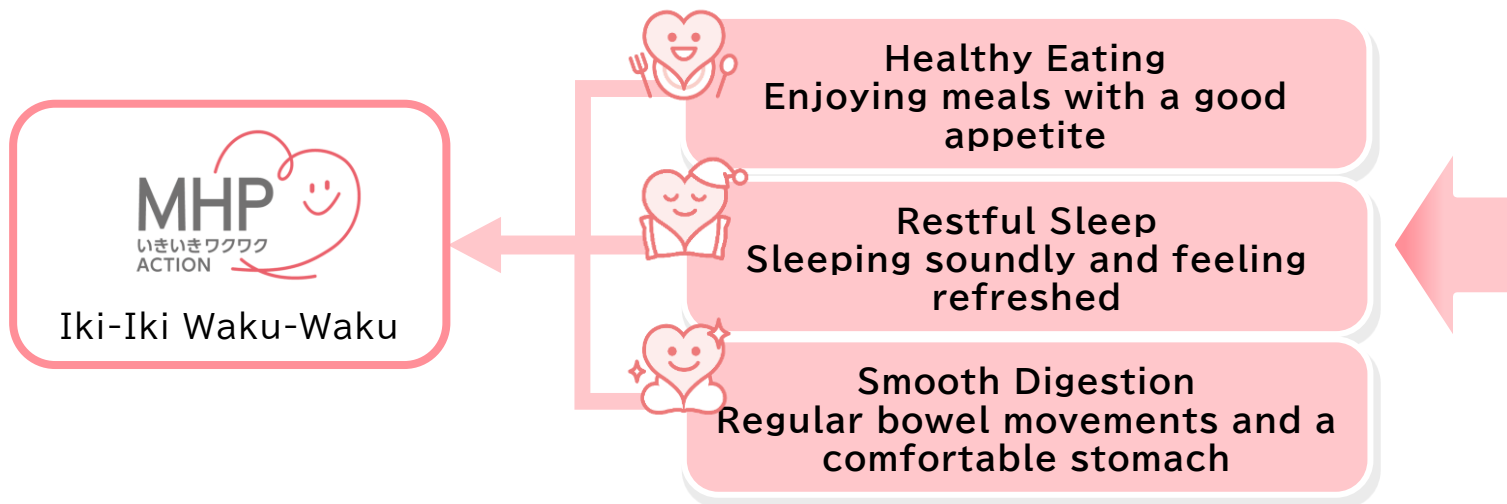 MHP
いきいきワクワク
ACTION
Iki-Iki Waku-Waku
Healthy Eating
Enjoying meals with a good
appetite
Restful Sleep
Sleeping soundly and feeling
refreshed
Smooth Digestion
Regular bowel movements and a
comfortable stomach